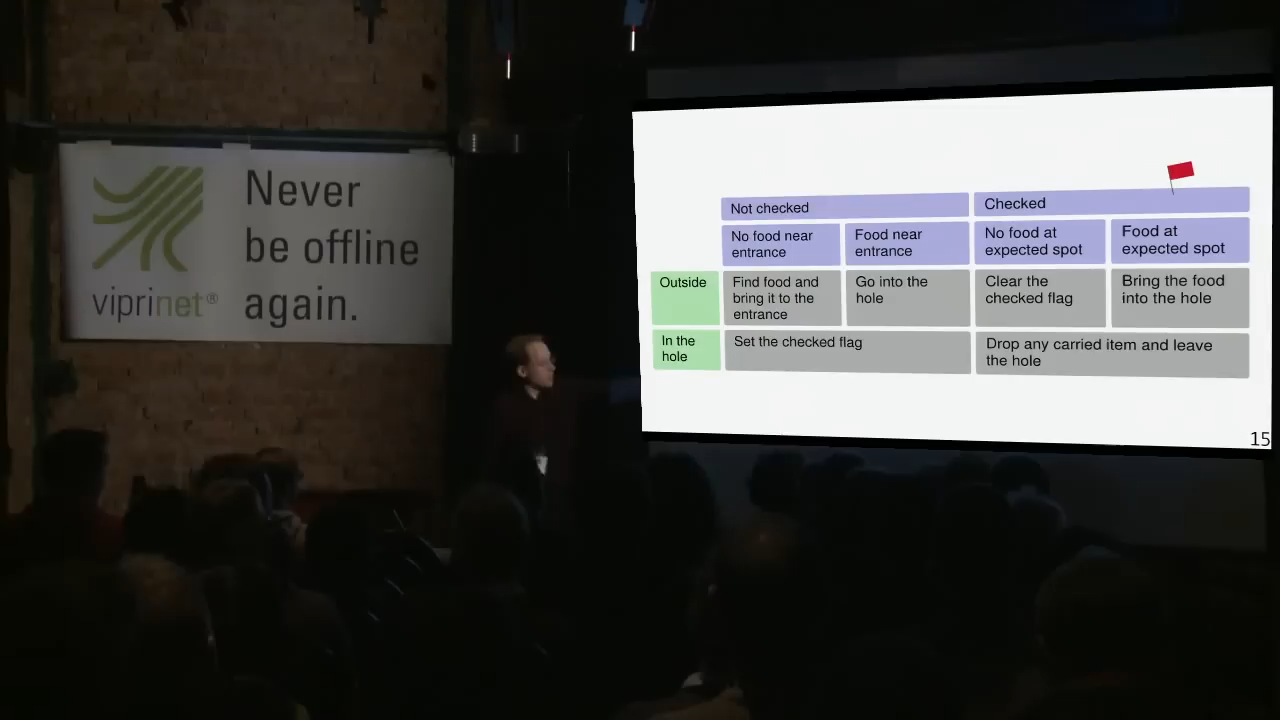 Never
be offline
again.
viprinet®
Not checked
Checked
No food near
entrance
Food near
entrance
No food at
expected spot
Food at
expected spot
Outside
Find food and
bring it to the
entrance
Go into the
hole
Clear the
checked flag
Bring the food
into the hole
In the
hole
Set the checked flag
Drop any carried item and leave
the hole
15